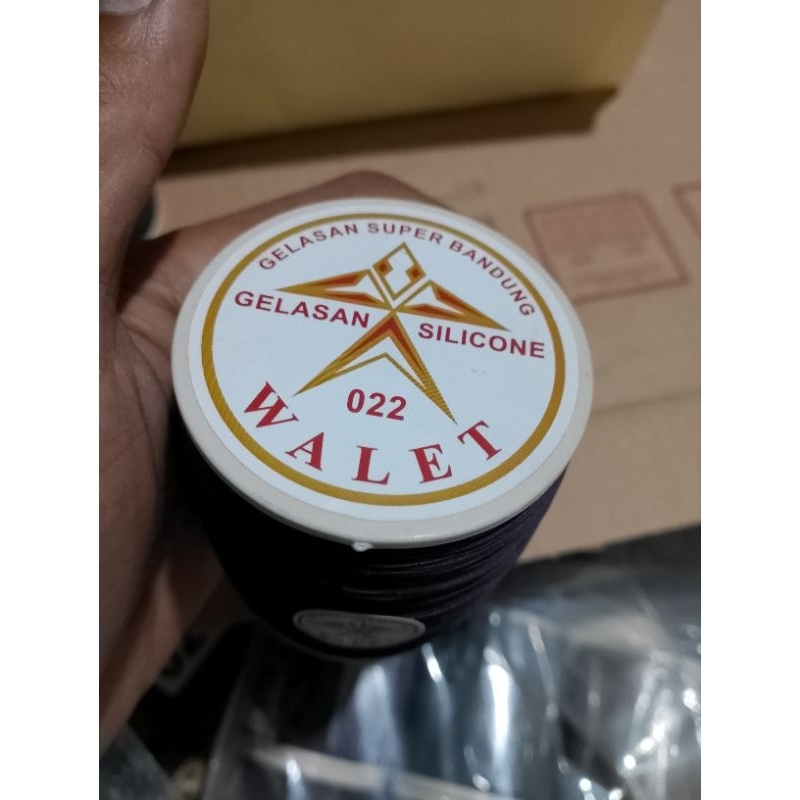 GELASAN SUPER BANDUNG
GELASAN SILICONE
022
WALET